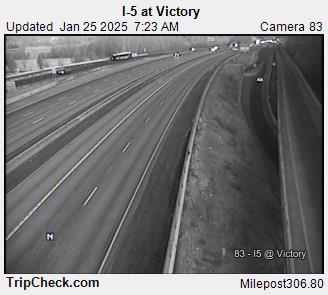 I-5 at Victory
Updated  Jan 25 2025  7:23 AM
Camera 83
N
83 - I5 @ Victory
TripCheck.com
Milepost306.80